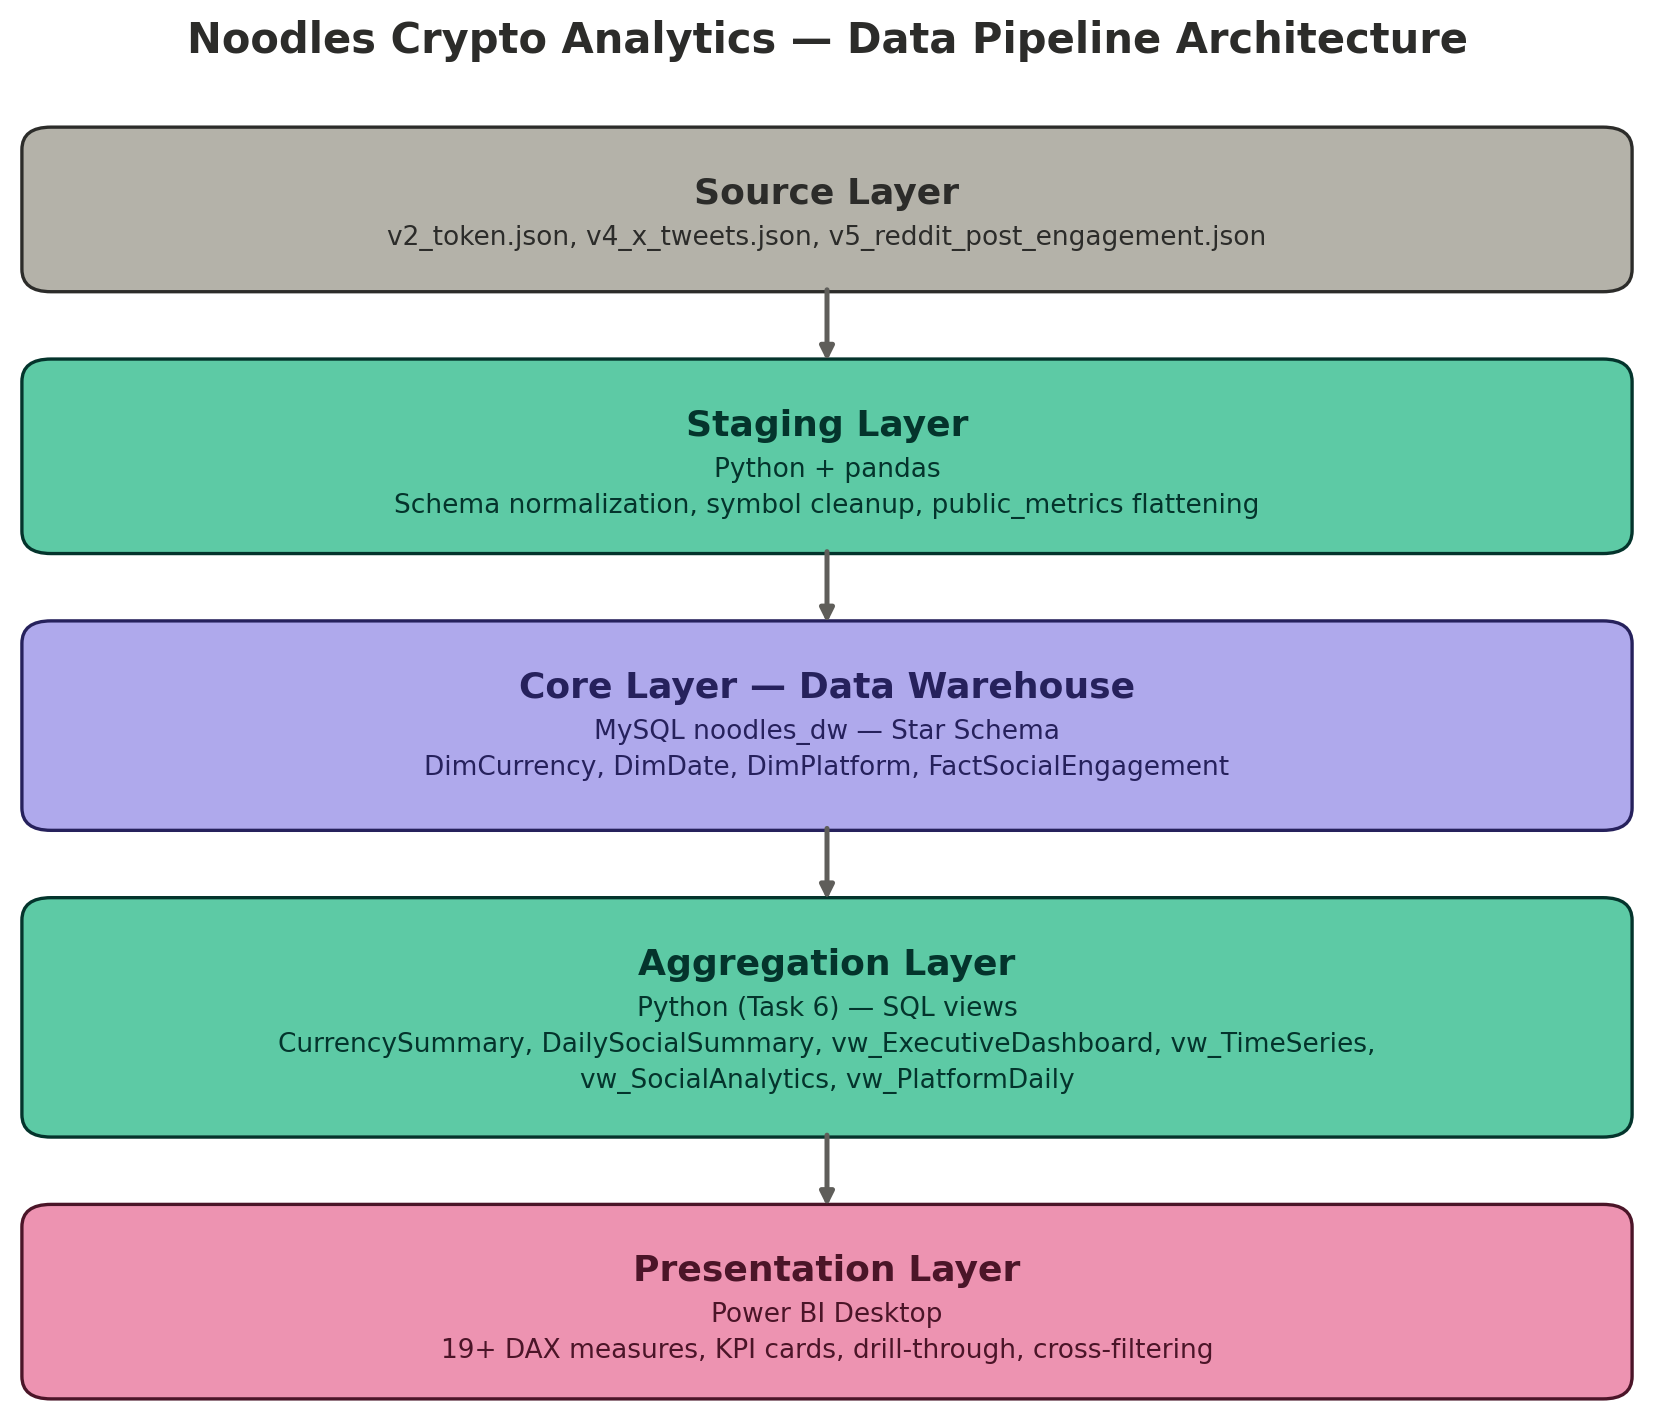 Noodles Crypto Analytics — Data Pipeline Architecture
Source Layer
v2_token.json, v4_x_tweets.json, v5_reddit_post_engagement.json
Staging Layer
Python + pandas
Schema normalization, symbol cleanup, public_metrics flattening
Core Layer — Data Warehouse
MySQL noodles_dw — Star Schema
DimCurrency, DimDate, DimPlatform, FactSocialEngagement
Aggregation Layer
Python (Task 6) — SQL views
CurrencySummary, DailySocialSummary, vw_ExecutiveDashboard, vw_TimeSeries,
vw_SocialAnalytics, vw_PlatformDaily
Presentation Layer
Power BI Desktop
19+ DAX measures, KPI cards, drill-through, cross-filtering